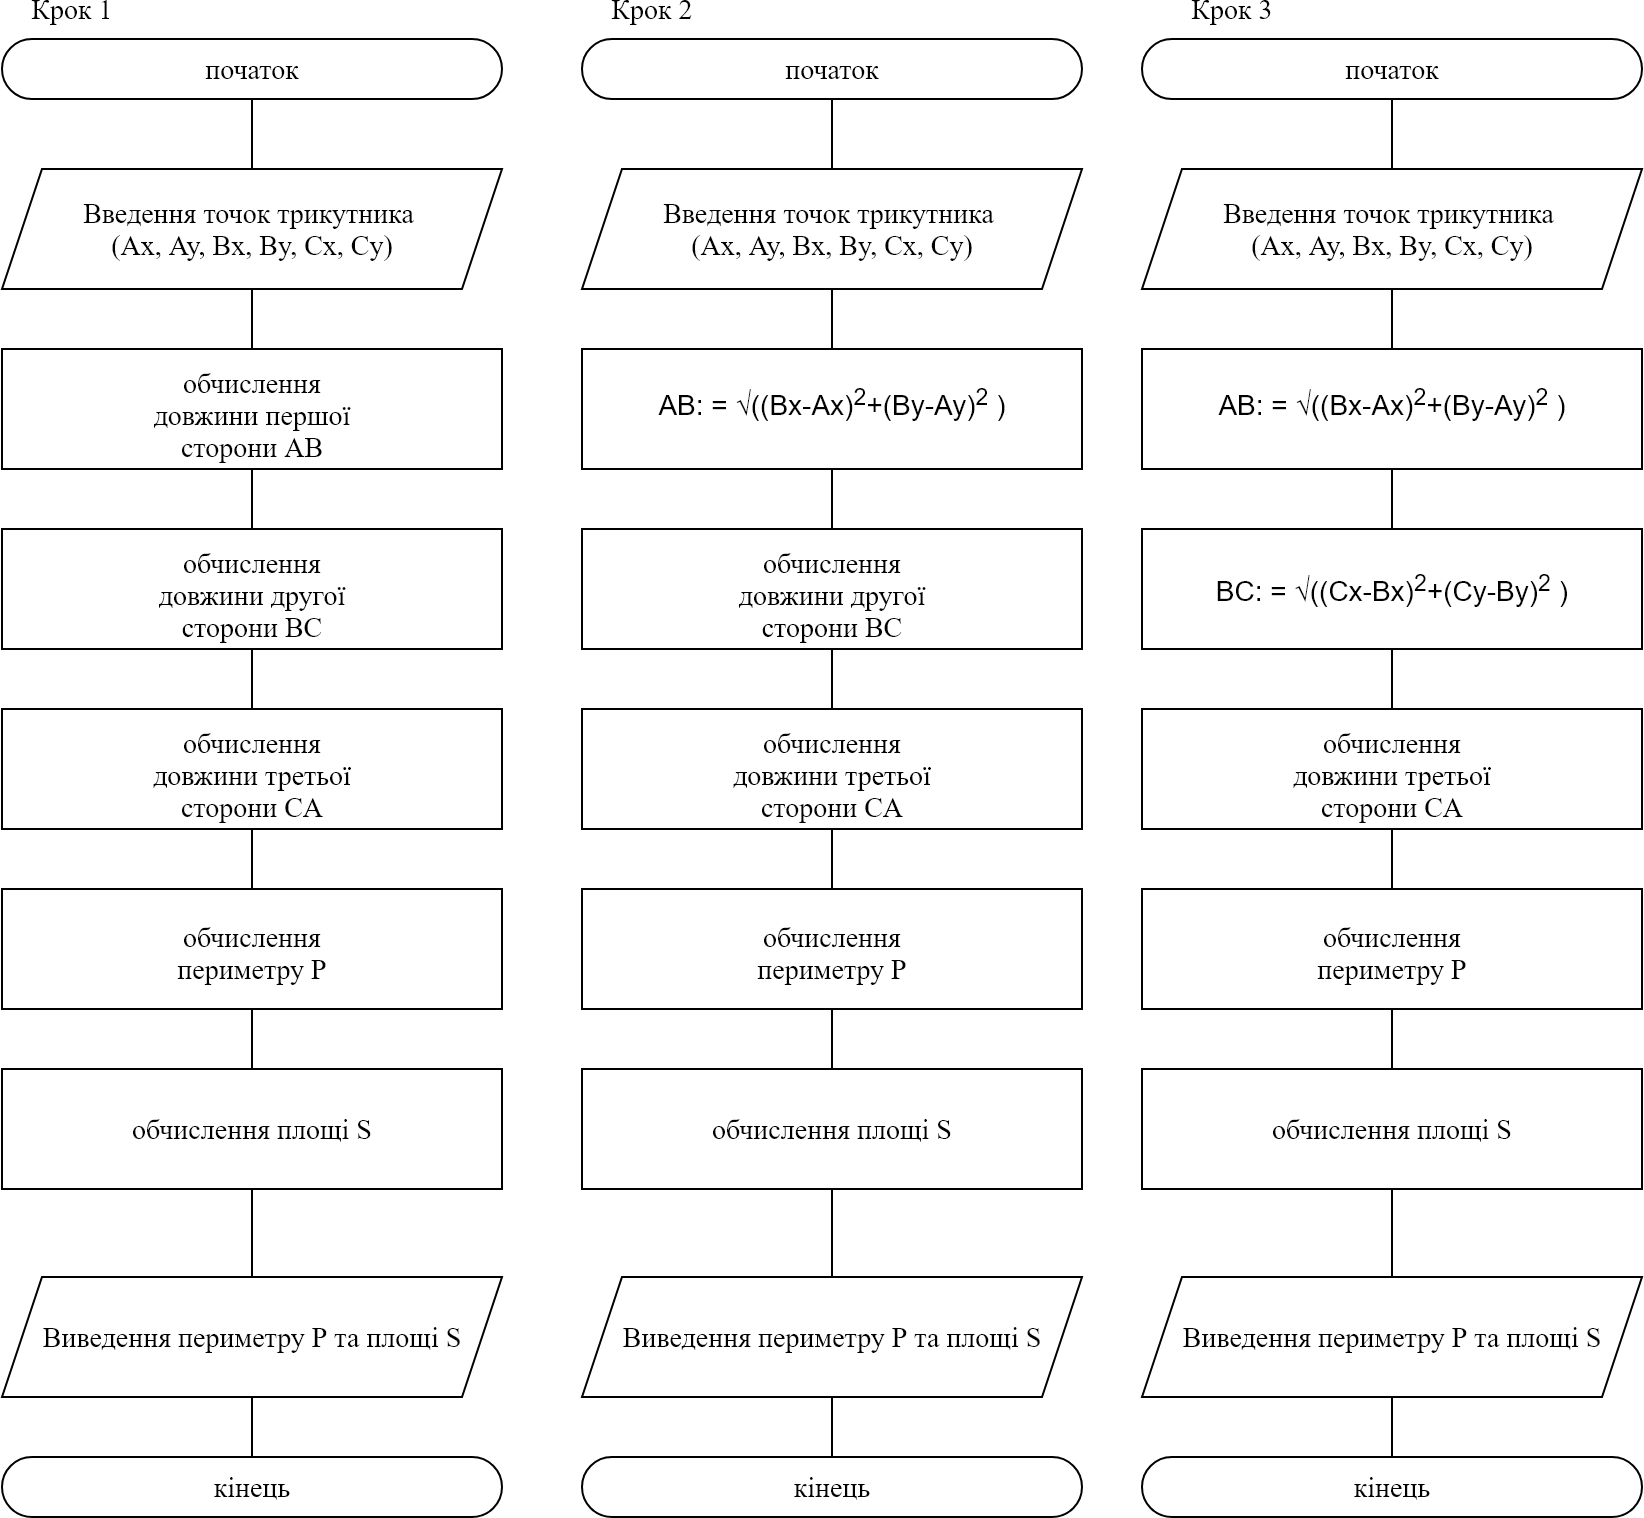 Крок 1
початок
Введення точок трикутника
(Ax, Ay, Bx, By, Cx, Cy)
обчислення
довжини першої
сторони AB
обчислення
довжини другої
сторони BC
обчислення
довжини третьої
сторони CA
обчислення
периметру P
обчислення площі S
Виведення периметру P та площі S
кінець
Крок 2
початок
Введення точок трикутника
(Ax, Ay, Bx, By, Cx, Cy)
AB: = √((Bx-Ax)²+(By-Ay)² )
обчислення
довжини другої
сторони BC
обчислення
довжини третьої
сторони CA
обчислення
периметру P
обчислення площі S
Виведення периметру P та площі S
кінець
Крок 3
початок
Введення точок трикутника
(Ax, Ay, Bx, By, Cx, Cy)
AB: = √((Bx-Ax)²+(By-Ay)² )
BC: = √((Cx-Bx)²+(Cy-By)² )
обчислення
довжини третьої
сторони CA
обчислення
периметру P
обчислення площі S
Виведення периметру P та площі S
кінець